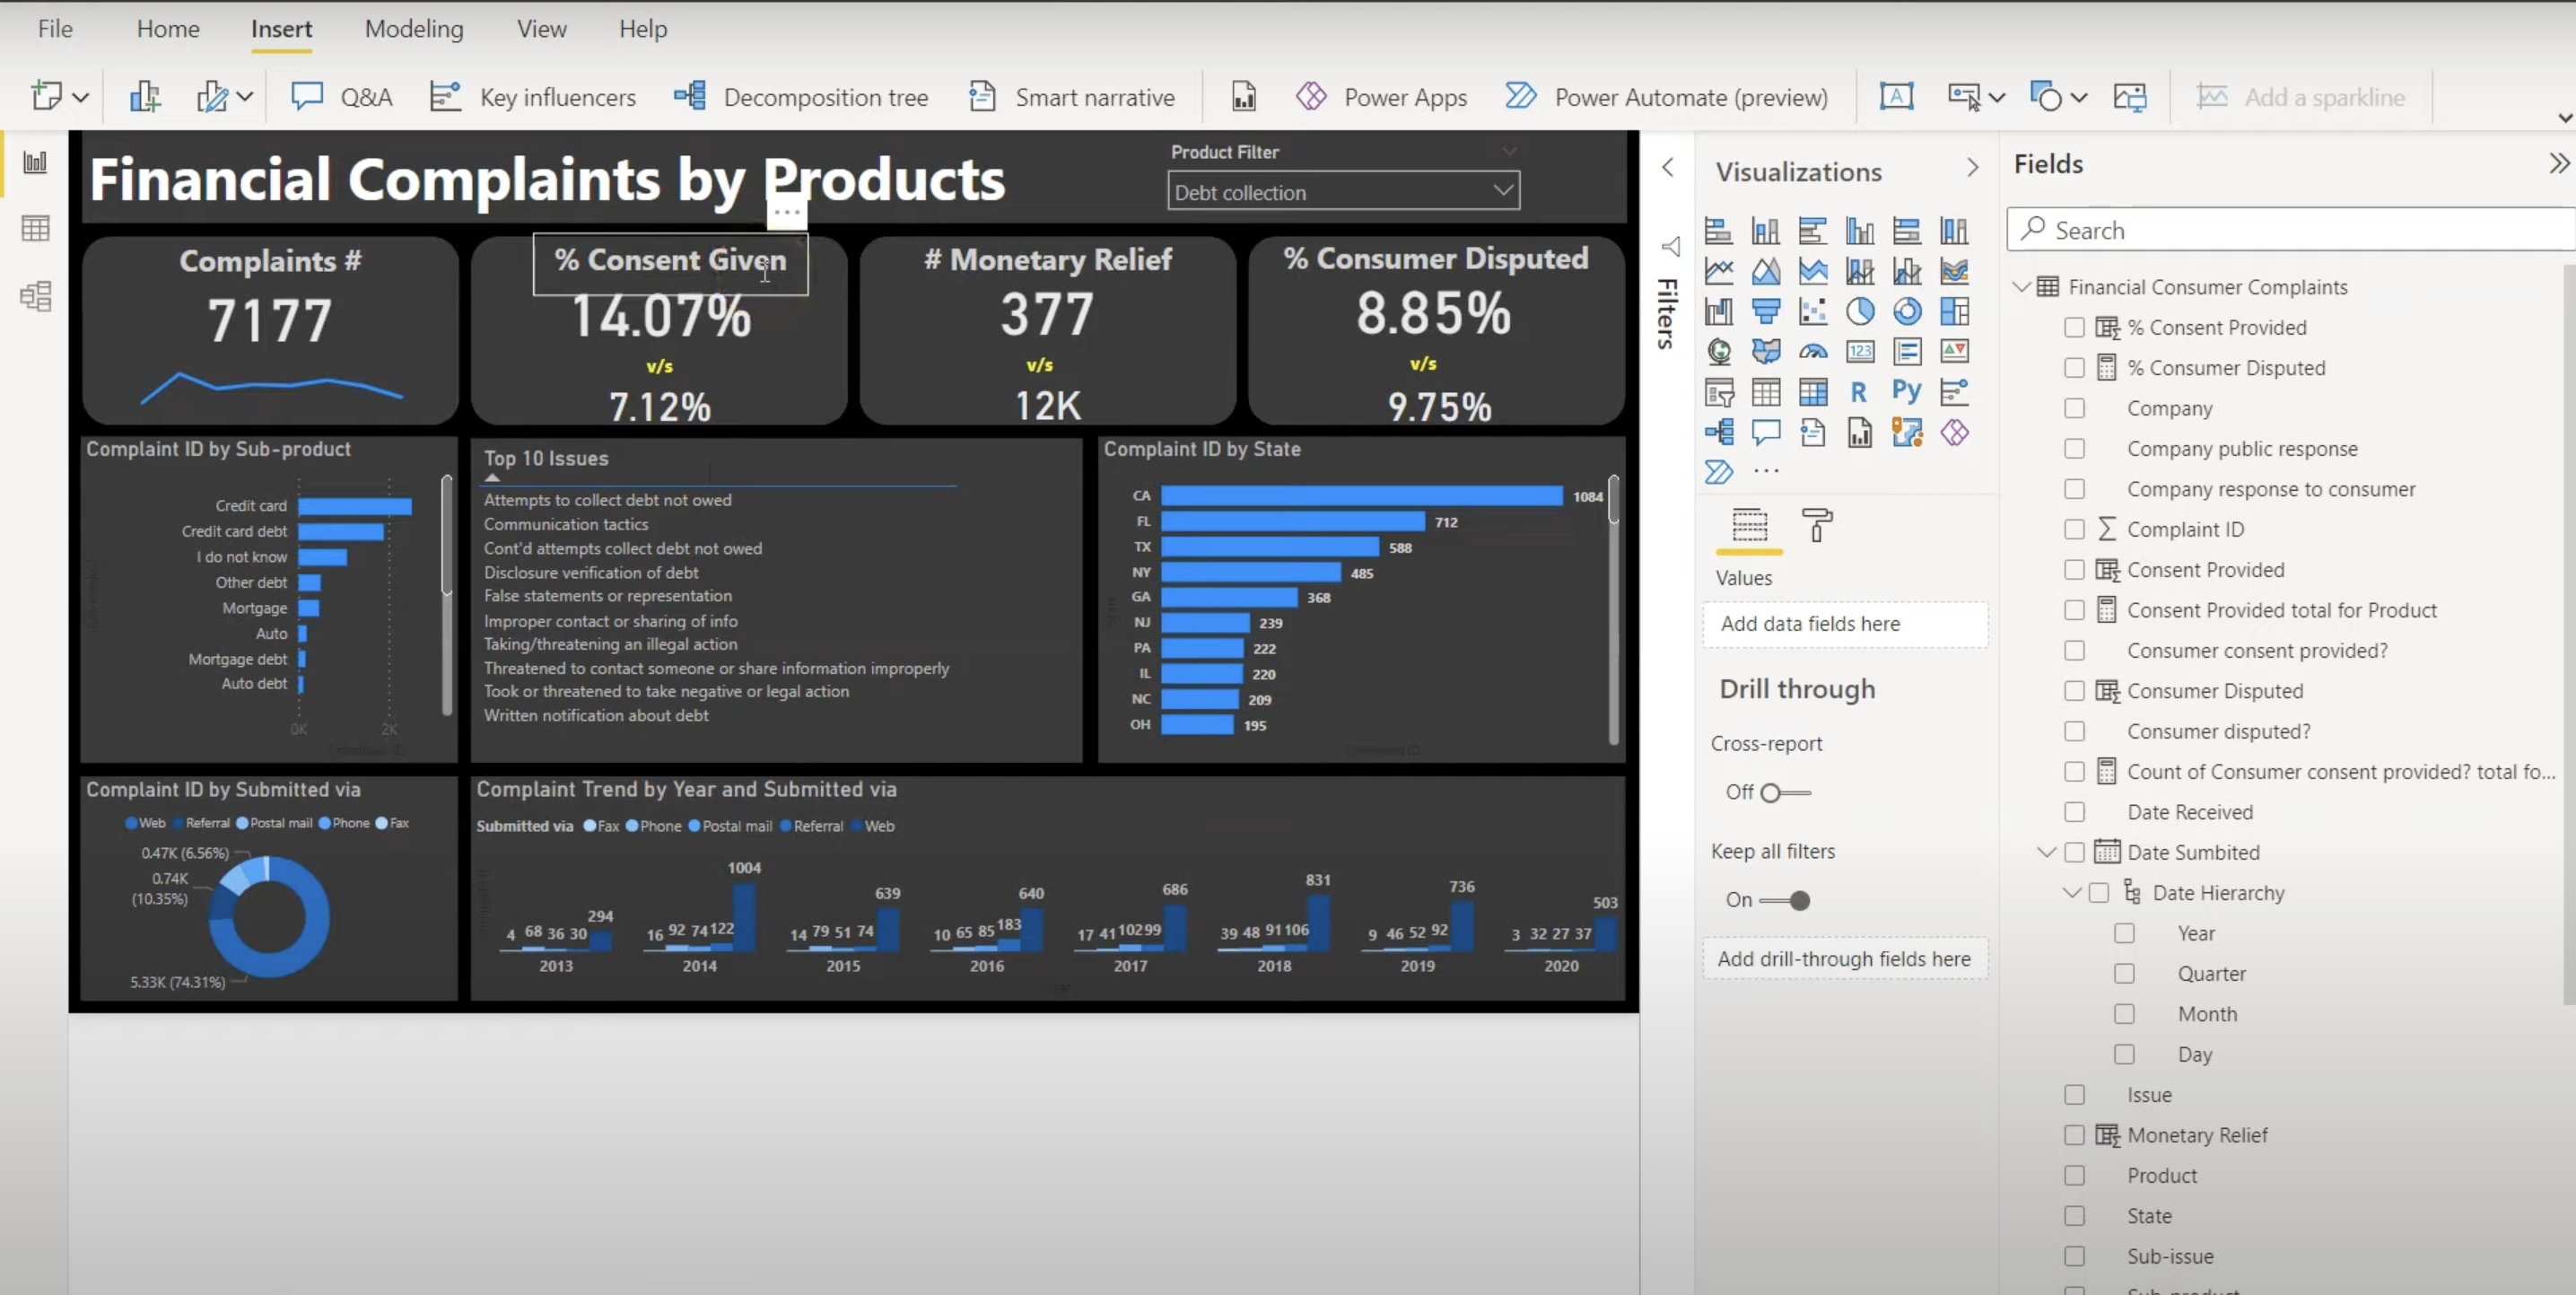 File Home Insert Modeling View Help
Q&A Key influencers Decomposition tree Smart narrative Power Apps Power Automate (preview) A Add a sparkline
Financial Complaints by Products
Product Filter
Debt collection
Complaints #
7177
% Consent Given
14.07%
v/s
7.12%
# Monetary Relief
377
v/s
12K
% Consumer Disputed
8.85%
v/s
9.75%
Complaint ID by Sub-product
Credit card
Credit card debt
I do not know
Other debt
Mortgage
Auto
Mortgage debt
Auto debt
0K 2K
Top 10 Issues
Attempts to collect debt not owed
Communication tactics
Cont'd attempts collect debt not owed
Disclosure verification of debt
False statements or representation
Improper contact or sharing of info
Taking/threatening an illegal action
Threatened to contact someone or share information improperly
Took or threatened to take negative or legal action
Written notification about debt
Complaint ID by State
CA 1084
FL 712
TX 588
NY 485
GA 368
NJ 239
PA 222
IL 220
NC 209
OH 195
Complaint ID by Submitted via
Web Referral Postal mail Phone Fax
0.47K (6.56%)
0.74K
(10.35%)
5.33K (74.31%)
Complaint Trend by Year and Submitted via
Submitted via Fax Phone Postal mail Referral Web
4 68 36 30 294
16 92 74 122 1004
14 79 51 74 639
10 65 85 183 640
17 41 102 99 686
39 48 91 106 831
9 46 52 92 736
3 32 27 37 503
2013 2014 2015 2016 2017 2018 2019 2020
Filters
Visualizations
123
R Py
Values
Add data fields here
Drill through
Cross-report
Off
Keep all filters
On
Add drill-through fields here
Fields
Search
Financial Consumer Complaints
% Consent Provided
% Consumer Disputed
Company
Company public response
Company response to consumer
Complaint ID
Consent Provided
Consent Provided total for Product
Consumer consent provided?
Consumer Disputed
Consumer disputed?
Count of Consumer consent provided? total fo...
Date Received
Date Sumbited
Date Hierarchy
Year
Quarter
Month
Day
Issue
Monetary Relief
Product
State
Sub-issue